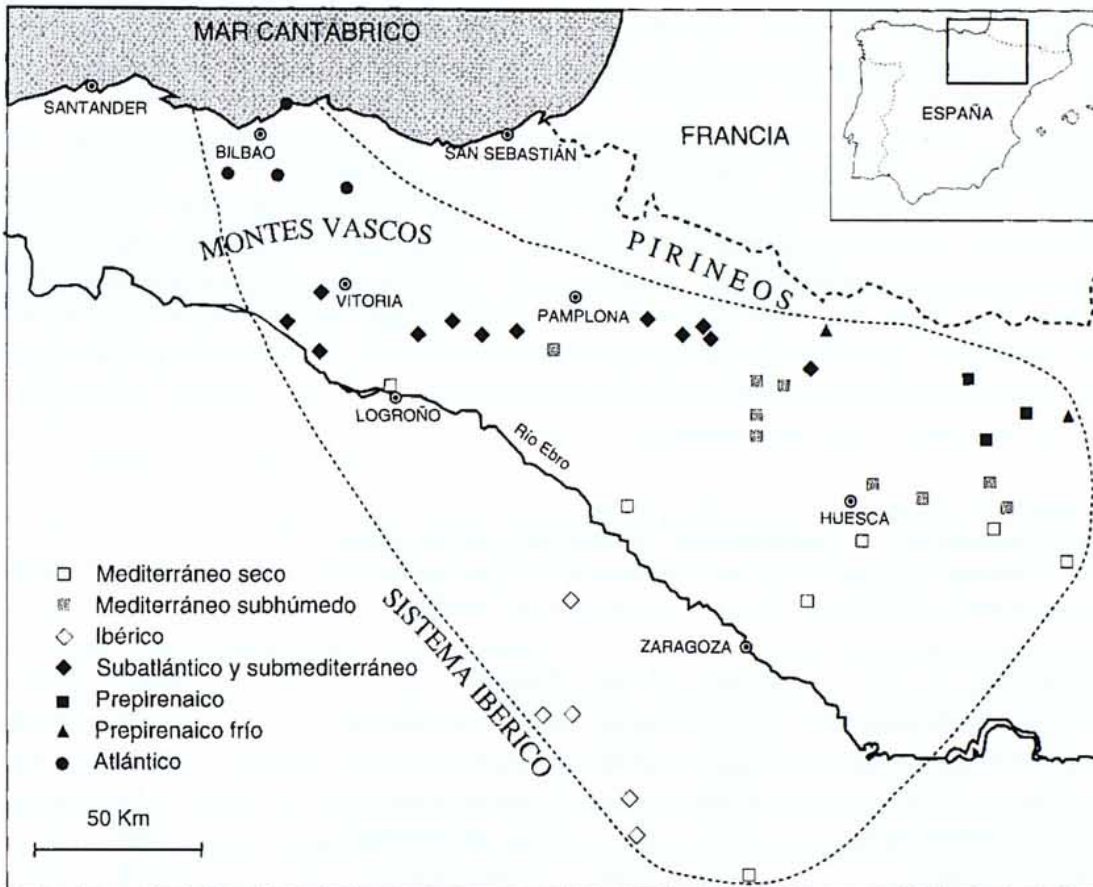 MAR CANTABRICO
SANTANDER
BILBAO
SAN SEBASTIÁN
FRANCIA
ESPAÑA
MONTES VASCOS
PIRINEOS
VITORIA
PAMPLONA
LOGROÑO
Río Ebro
HUESCA
SISTEMA IBERICO
ZARAGOZA
Mediterráneo seco
Mediterráneo subhúmedo
Ibérico
Subatlántico y submediterráneo
Prepirenaico
Prepirenaico frío
Atlántico
50 Km